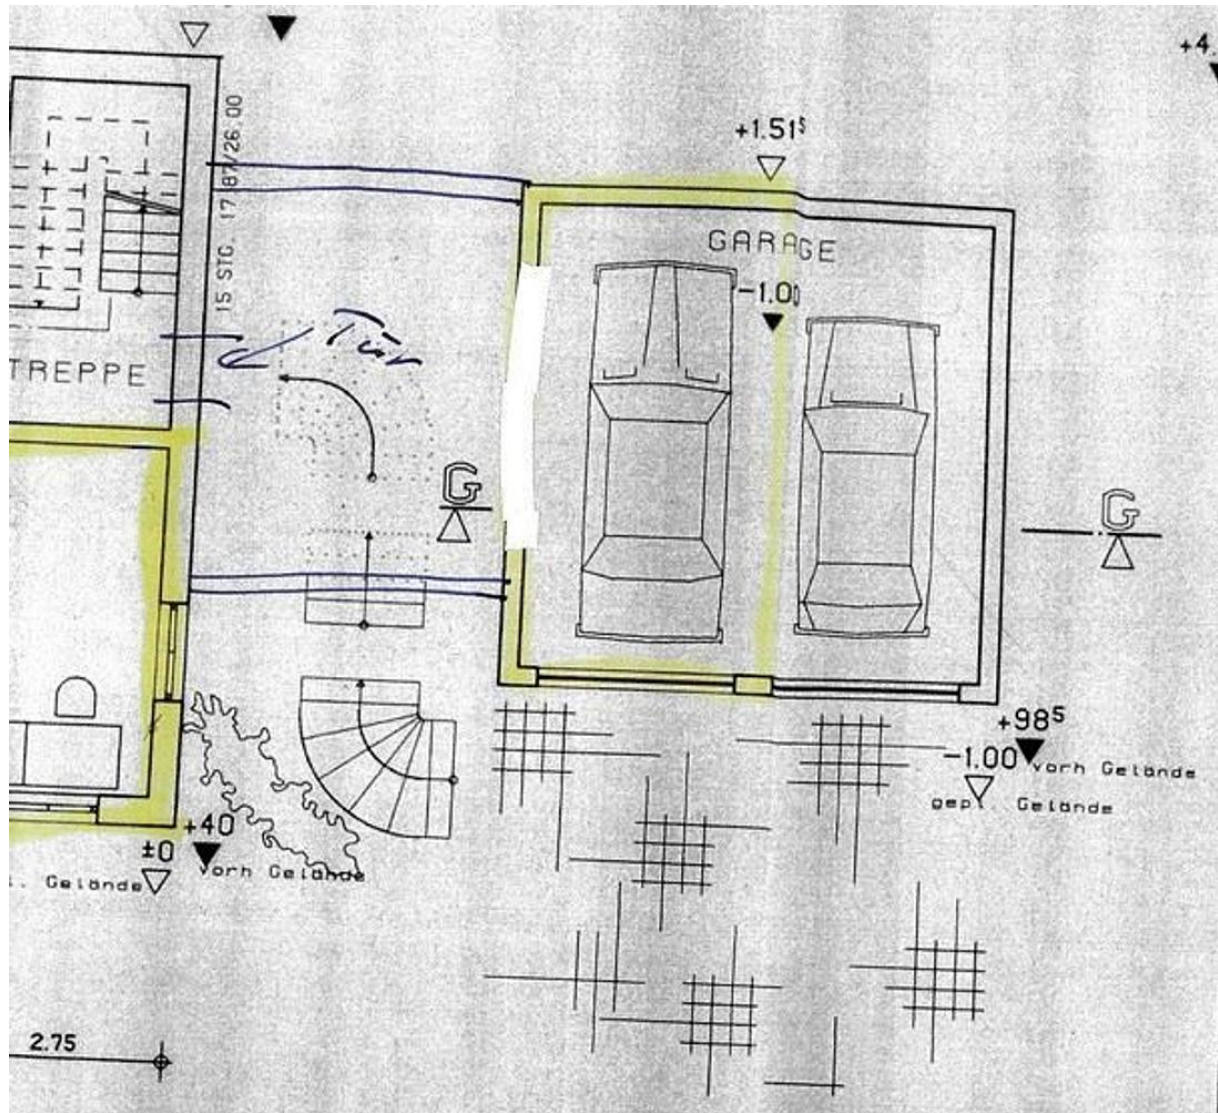 +4.
+1.51⁵
15 STG. 17.87/26.00
GARAGE
-1.00
Tür
TREPPE
G
G
+98⁵
-1.00
vorh Gelände
gepl. Gelände
+40
±0
vorh Gelände
. Gelände
2.75